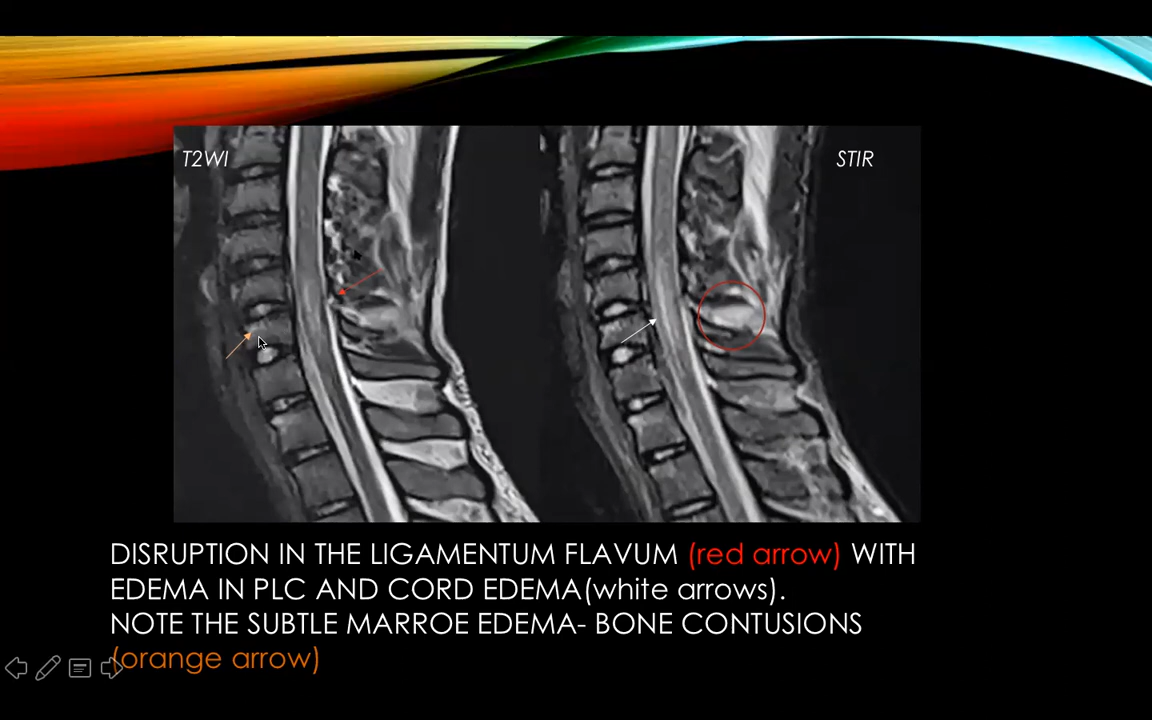 T2WI
STIR
DISRUPTION IN THE LIGAMENTUM FLAVUM (red arrow) WITH
EDEMA IN PLC AND CORD EDEMA(white arrows).
NOTE THE SUBTLE MARROE EDEMA- BONE CONTUSIONS
(orange arrow)